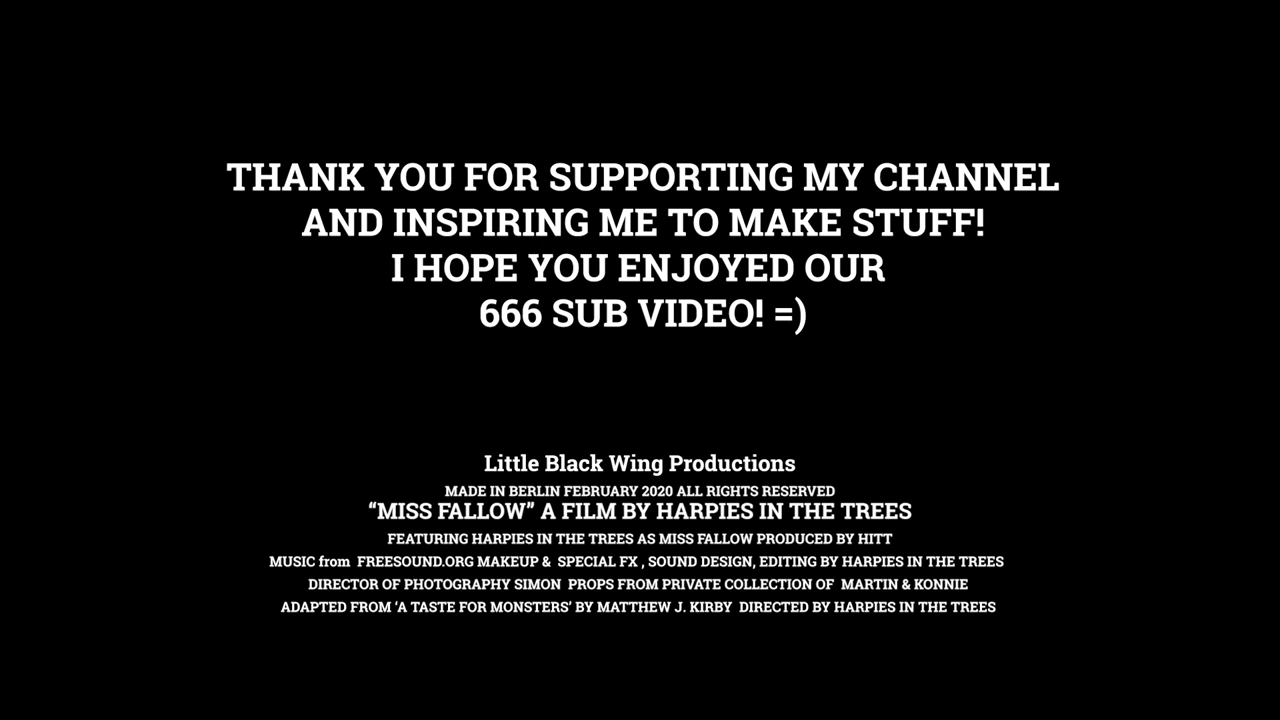 THANK YOU FOR SUPPORTING MY CHANNEL
AND INSPIRING ME TO MAKE STUFF!
I HOPE YOU ENJOYED OUR
666 SUB VIDEO! =)
Little Black Wing Productions
MADE IN BERLIN FEBRUARY 2020 ALL RIGHTS RESERVED
“MISS FALLOW” A FILM BY HARPIES IN THE TREES
FEATURING HARPIES IN THE TREES AS MISS FALLOW PRODUCED BY HITT
MUSIC from FREESOUND.ORG MAKEUP & SPECIAL FX , SOUND DESIGN, EDITING BY HARPIES IN THE TREES
DIRECTOR OF PHOTOGRAPHY SIMON PROPS FROM PRIVATE COLLECTION OF MARTIN & KONNIE
ADAPTED FROM ‘A TASTE FOR MONSTERS’ BY MATTHEW J. KIRBY DIRECTED BY HARPIES IN THE TREES